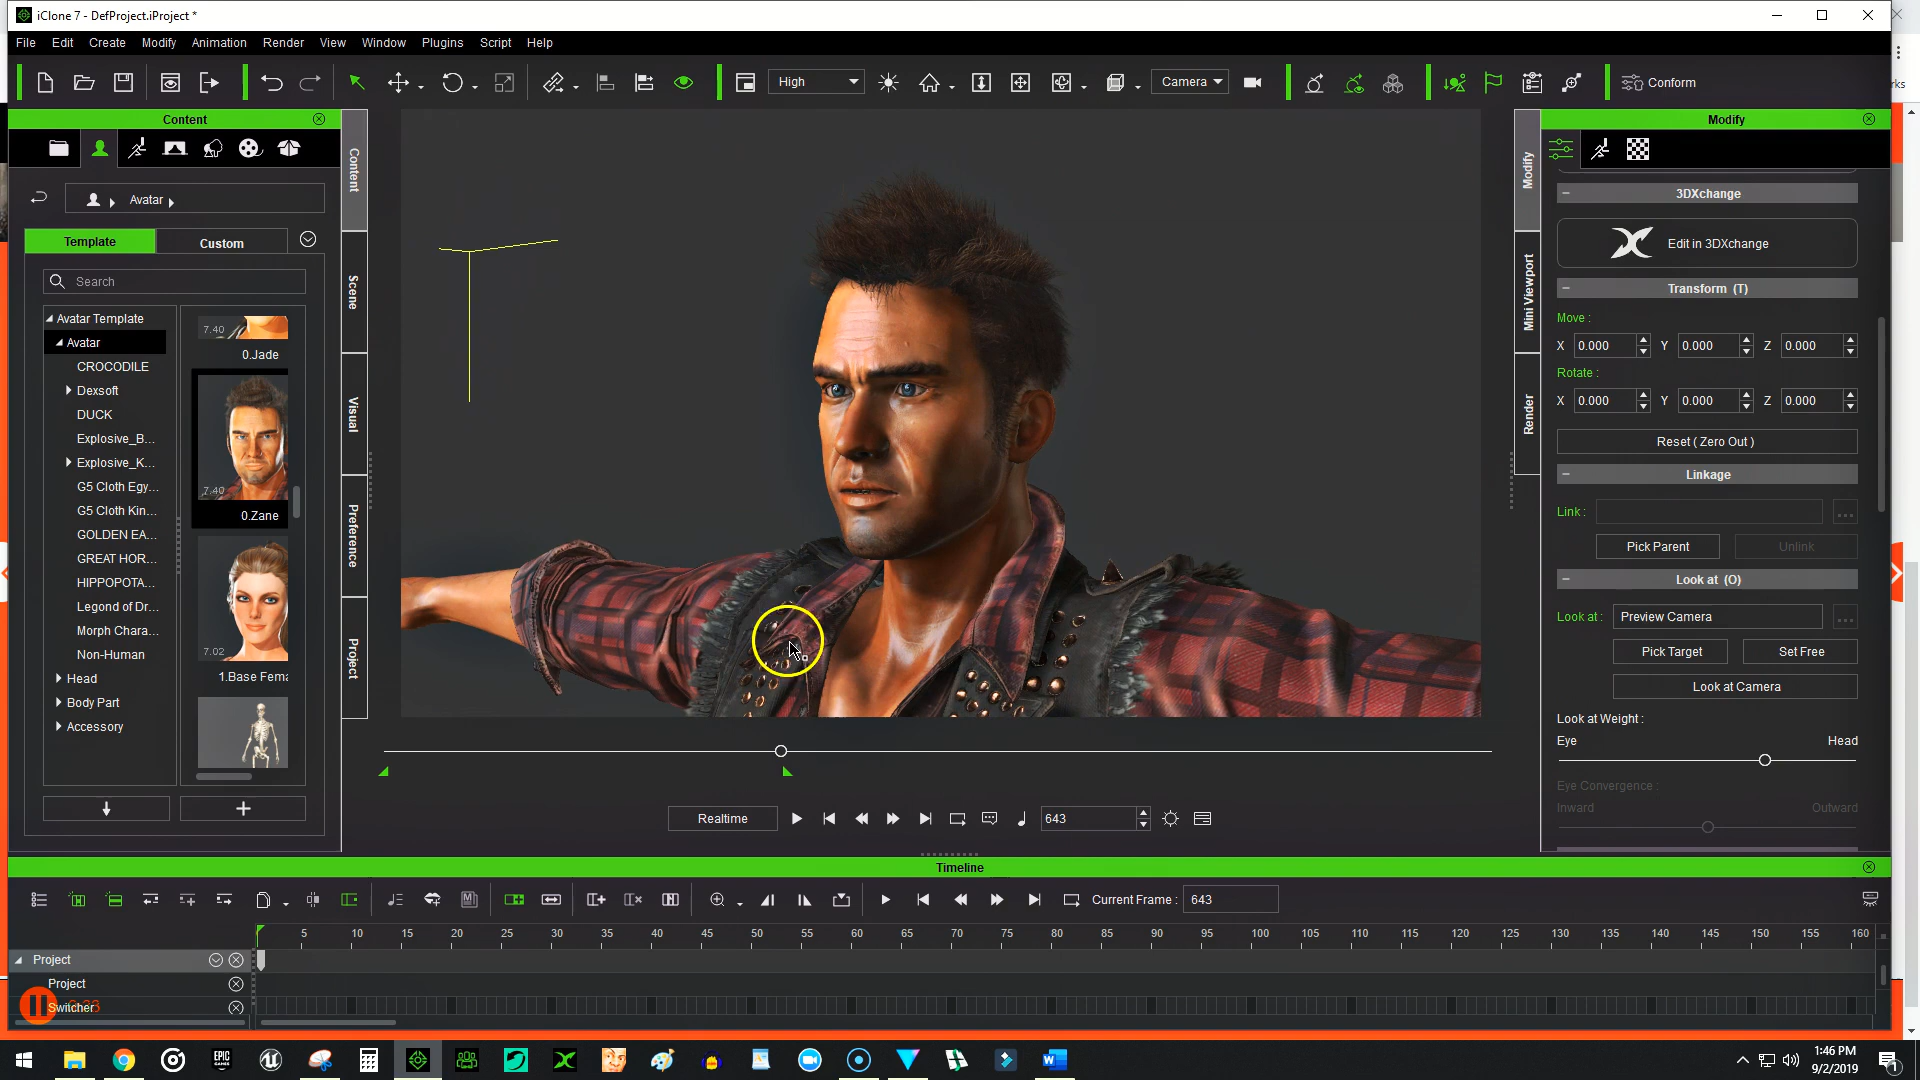 iClone 7 - DefProject.iProject *
File Edit Create Modify Animation Render View Window Plugins Script Help
High Camera Conform
rks
Content
Avatar
Template Custom
Search
Avatar Template
Avatar
CROCODILE
Dexsoft
DUCK
Explosive_B...
Explosive_K...
G5 Cloth Egy...
G5 Cloth Kin...
GOLDEN EA...
GREAT HOR...
HIPPOPOTA...
Legend of Dr...
Morph Chara...
Non-Human
Head
Body Part
Accessory
7.40
0.Jade
7.40
0.Zane
7.02
1.Base Fema
Content
Scene
Visual
Preference
Project
Realtime 643
Modify
Mini Viewport
Render
Modify
3DXchange
Edit in 3DXchange
Transform (T)
Move :
X 0.000 Y 0.000 Z 0.000
Rotate :
X 0.000 Y 0.000 Z 0.000
Reset ( Zero Out )
Linkage
Link : ...
Pick Parent Unlink
Look at (O)
Look at : Preview Camera ...
Pick Target Set Free
Look at Camera
Look at Weight :
Eye Head
Eye Convergence :
Inward Outward
Timeline
Current Frame : 643
5 10 15 20 25 30 35 40 45 50 55 60 65 70 75 80 85 90 95 100 105 110 115 120 125 130 135 140 145 150 155 160
Project
Project
Switcher
EPIC GAMES
1:46 PM
9/2/2019
1